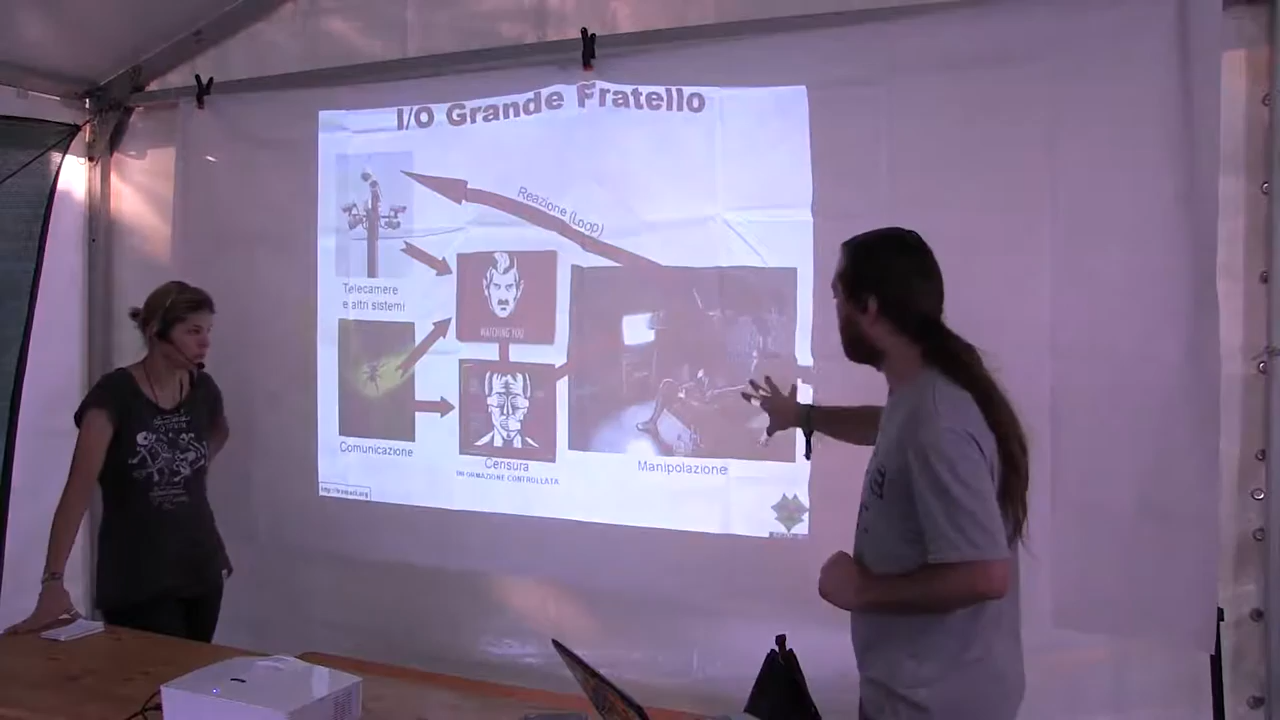 I/O Grande Fratello
Reazione (Loop)
Telecamere
e altri sistemi
WATCHING YOU
Comunicazione
Censura
INFORMAZIONE CONTROLLATA
Manipolazione